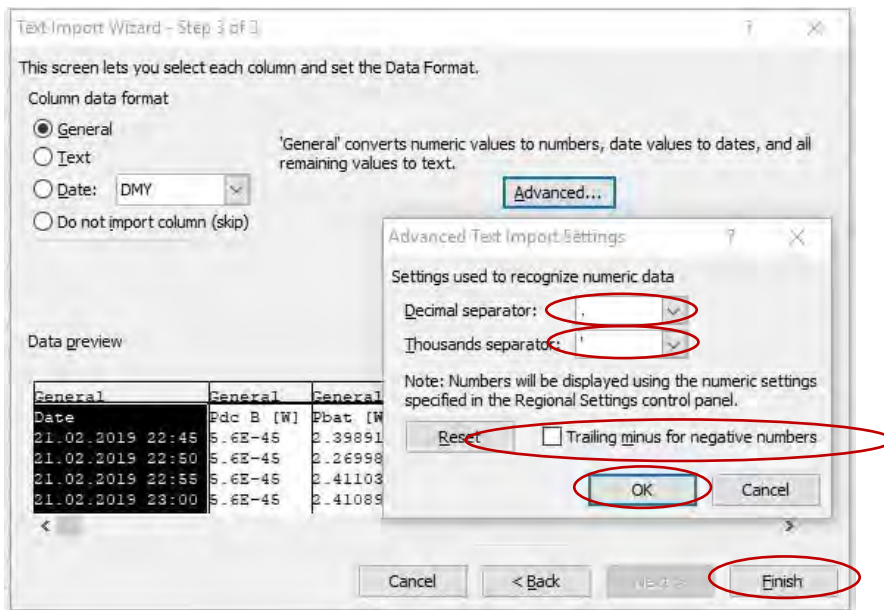 Text Import Wizard - Step 3 of 3 ? ×
This screen lets you select each column and set the Data Format.
Column data format
General
Text
Date: DMY
Do not import column (skip)
'General' converts numeric values to numbers, date values to dates, and all
remaining values to text.
Advanced...
Advanced Text Import Settings ? ×
Settings used to recognize numeric data
Decimal separator: .
Thousands separator: '
Note: Numbers will be displayed using the numeric settings
specified in the Regional Settings control panel.
Reset Trailing minus for negative numbers
OK Cancel
Data preview
General General General
Date Pdc B [W] Pbat [W
21.02.2019 22:45 5.6E-45 2.39891
21.02.2019 22:50 5.6E-45 2.26998
21.02.2019 22:55 5.6E-45 2.41103
21.02.2019 23:00 5.6E-45 2.41089
Cancel < Back Next > Finish